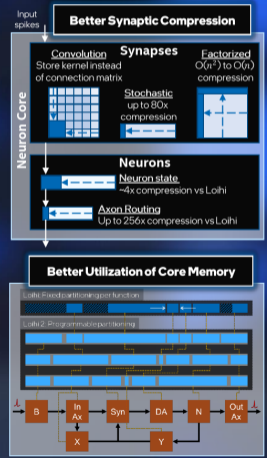 Input
spikes
Better Synaptic Compression
Neuron Core
Synapses
Convolution
Store kernel instead
of connection matrix
Stochastic
up to 80x
compression
Factorized
O(n²) to O(n)
compression
Neurons
Neuron state
~4x compression vs Loihi
Axon Routing
Up to 256x compression vs Loihi
Better Utilization of Core Memory
Loihi: Fixed partitioning per function
Loihi 2: Programmable partitioning
B
In
Ax
Syn
DA
N
Out
Ax
X
Y